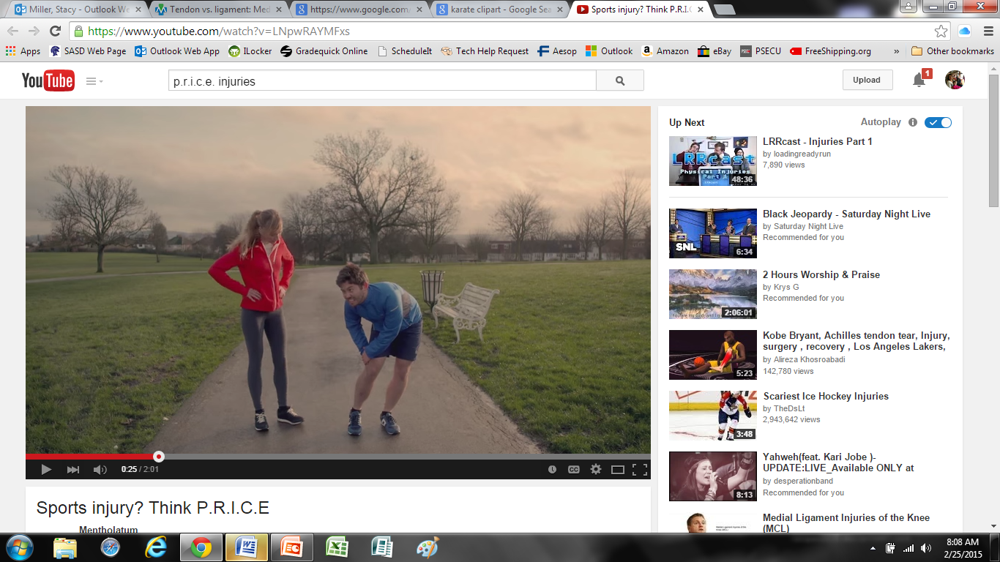 Miller, Stacy - Outlook We
Tendon vs. ligament: Med
https://www.google.com/
karate clipart - Google Sea
Sports injury? Think P.R.I.C
https://www.youtube.com/watch?v=LNpwRAYMFxs
Apps
SASD Web Page
Outlook Web App
ILocker
Gradequick Online
ScheduleIt
Tech Help Request
Aesop
Outlook
Amazon
eBay
PSECU
FreeShipping.org
»
Other bookmarks
YouTube
p.r.i.c.e. injuries
Upload
1
Up Next
Autoplay
LRRcast
Physical Injuries
Part 1
48:36
LRRcast - Injuries Part 1
by loadingreadyrun
7,890 views
SNL
6:34
Black Jeopardy - Saturday Night Live
by Saturday Night Live
Recommended for you
2:06:01
2 Hours Worship & Praise
by Krys G
Recommended for you
5:23
Kobe Bryant, Achilles tendon tear, Injury,
surgery , recovery , Los Angeles Lakers,
by Alireza Khosroabadi
142,780 views
3:48
Scariest Ice Hockey Injuries
by TheDsLt
2,943,642 views
8:13
Yahweh(feat. Kari Jobe )-
UPDATE:LIVE_Available ONLY at
by desperationband
Recommended for you
Medial Ligament Injuries of the Knee
(MCL)
0:25 / 2:01
CC
Sports injury? Think P.R.I.C.E
Mentholatum
8:08 AM
2/25/2015